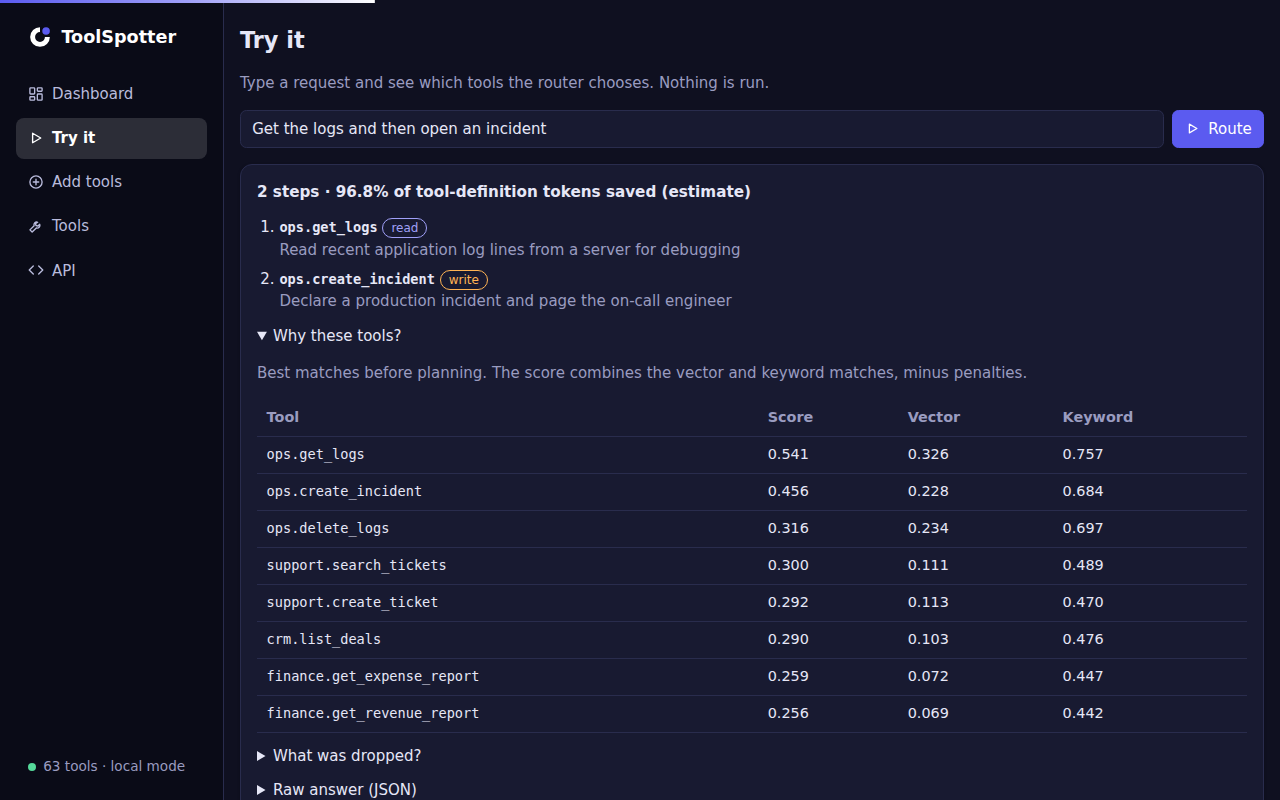 ToolSpotter
Dashboard
Try it
Add tools
Tools
API
63 tools · local mode
Try it
Type a request and see which tools the router chooses. Nothing is run.
Get the logs and then open an incident
Route
2 steps · 96.8% of tool-definition tokens saved (estimate)
1. ops.get_logs read
Read recent application log lines from a server for debugging
2. ops.create_incident write
Declare a production incident and page the on-call engineer
▼ Why these tools?
Best matches before planning. The score combines the vector and keyword matches, minus penalties.
Tool Score Vector Keyword
ops.get_logs 0.541 0.326 0.757
ops.create_incident 0.456 0.228 0.684
ops.delete_logs 0.316 0.234 0.697
support.search_tickets 0.300 0.111 0.489
support.create_ticket 0.292 0.113 0.470
crm.list_deals 0.290 0.103 0.476
finance.get_expense_report 0.259 0.072 0.447
finance.get_revenue_report 0.256 0.069 0.442
▶ What was dropped?
▶ Raw answer (JSON)